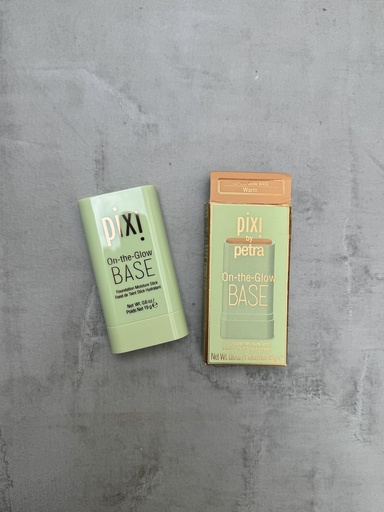 pixi
On-the-Glow
BASE
Foundation Moisture Stick
Fond de Teint Stick Hydratant
Net Wt. 0.6 oz /
Poids Net 19 g ℮
Warm
pixi
by
petra
On-the-Glow
BASE